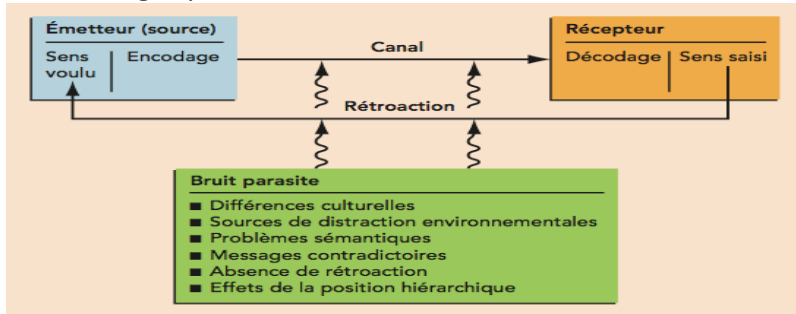 Émetteur (source)
Sens voulu
Encodage
Canal
Récepteur
Décodage
Sens saisi
Rétroaction
Bruit parasite
■ Différences culturelles
■ Sources de distraction environnementales
■ Problèmes sémantiques
■ Messages contradictoires
■ Absence de rétroaction
■ Effets de la position hiérarchique